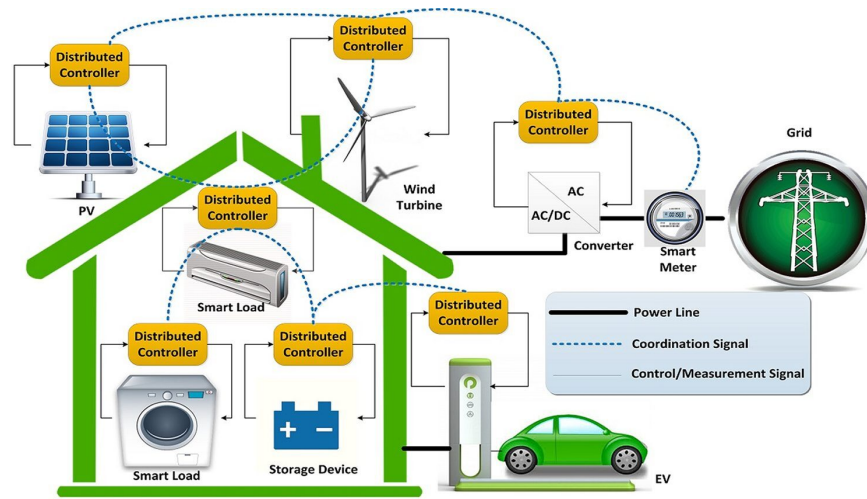 Distributed
Controller
Distributed
Controller
Distributed
Controller
Grid
PV
Wind
Turbine
AC
AC/DC
Converter
Smart
Meter
Distributed
Controller
Smart Load
Distributed
Controller
Distributed
Controller
Distributed
Controller
Power Line
Coordination Signal
Control/Measurement Signal
Smart Load
Storage Device
EV